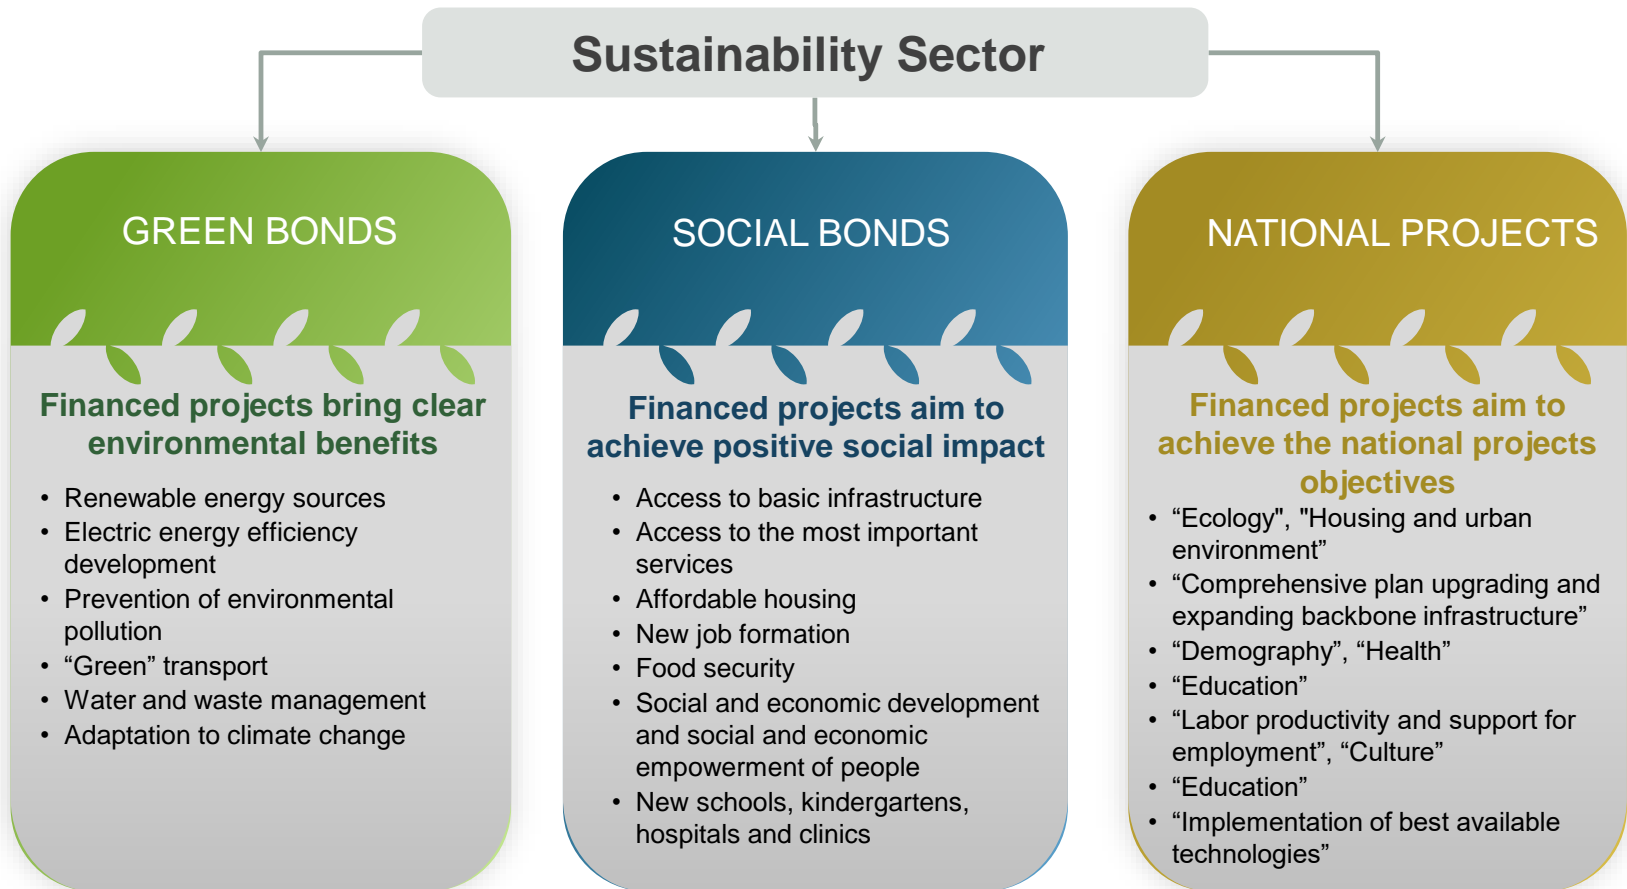 Sustainability Sector
GREEN BONDS
Financed projects bring clear
environmental benefits
• Renewable energy sources
• Electric energy efficiency
development
• Prevention of environmental
pollution
• “Green” transport
• Water and waste management
• Adaptation to climate change
SOCIAL BONDS
Financed projects aim to
achieve positive social impact
• Access to basic infrastructure
• Access to the most important
services
• Affordable housing
• New job formation
• Food security
• Social and economic development
and social and economic
empowerment of people
• New schools, kindergartens,
hospitals and clinics
NATIONAL PROJECTS
Financed projects aim to
achieve the national projects
objectives
• “Ecology", "Housing and urban
environment”
• “Comprehensive plan upgrading and
expanding backbone infrastructure”
• “Demography”, “Health”
• “Education”
• “Labor productivity and support for
employment”, “Culture”
• “Education”
• “Implementation of best available
technologies”